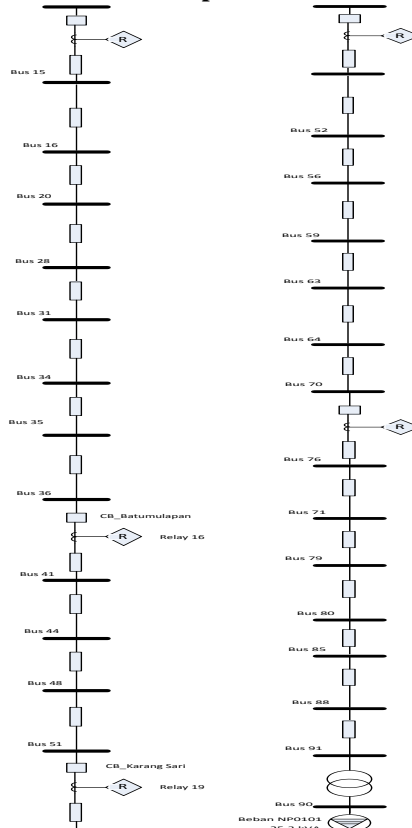 R
Bus 15
Bus 16
Bus 20
Bus 28
Bus 31
Bus 34
Bus 35
Bus 36
CB_Batumulapan
R
Relay 16
Bus 41
Bus 44
Bus 48
Bus 51
CB_Karang Sari
R
Relay 19
R
Bus 52
Bus 56
Bus 59
Bus 63
Bus 64
Bus 70
R
Bus 76
Bus 71
Bus 79
Bus 80
Bus 85
Bus 88
Bus 91
Bus 90
Beban NP0101